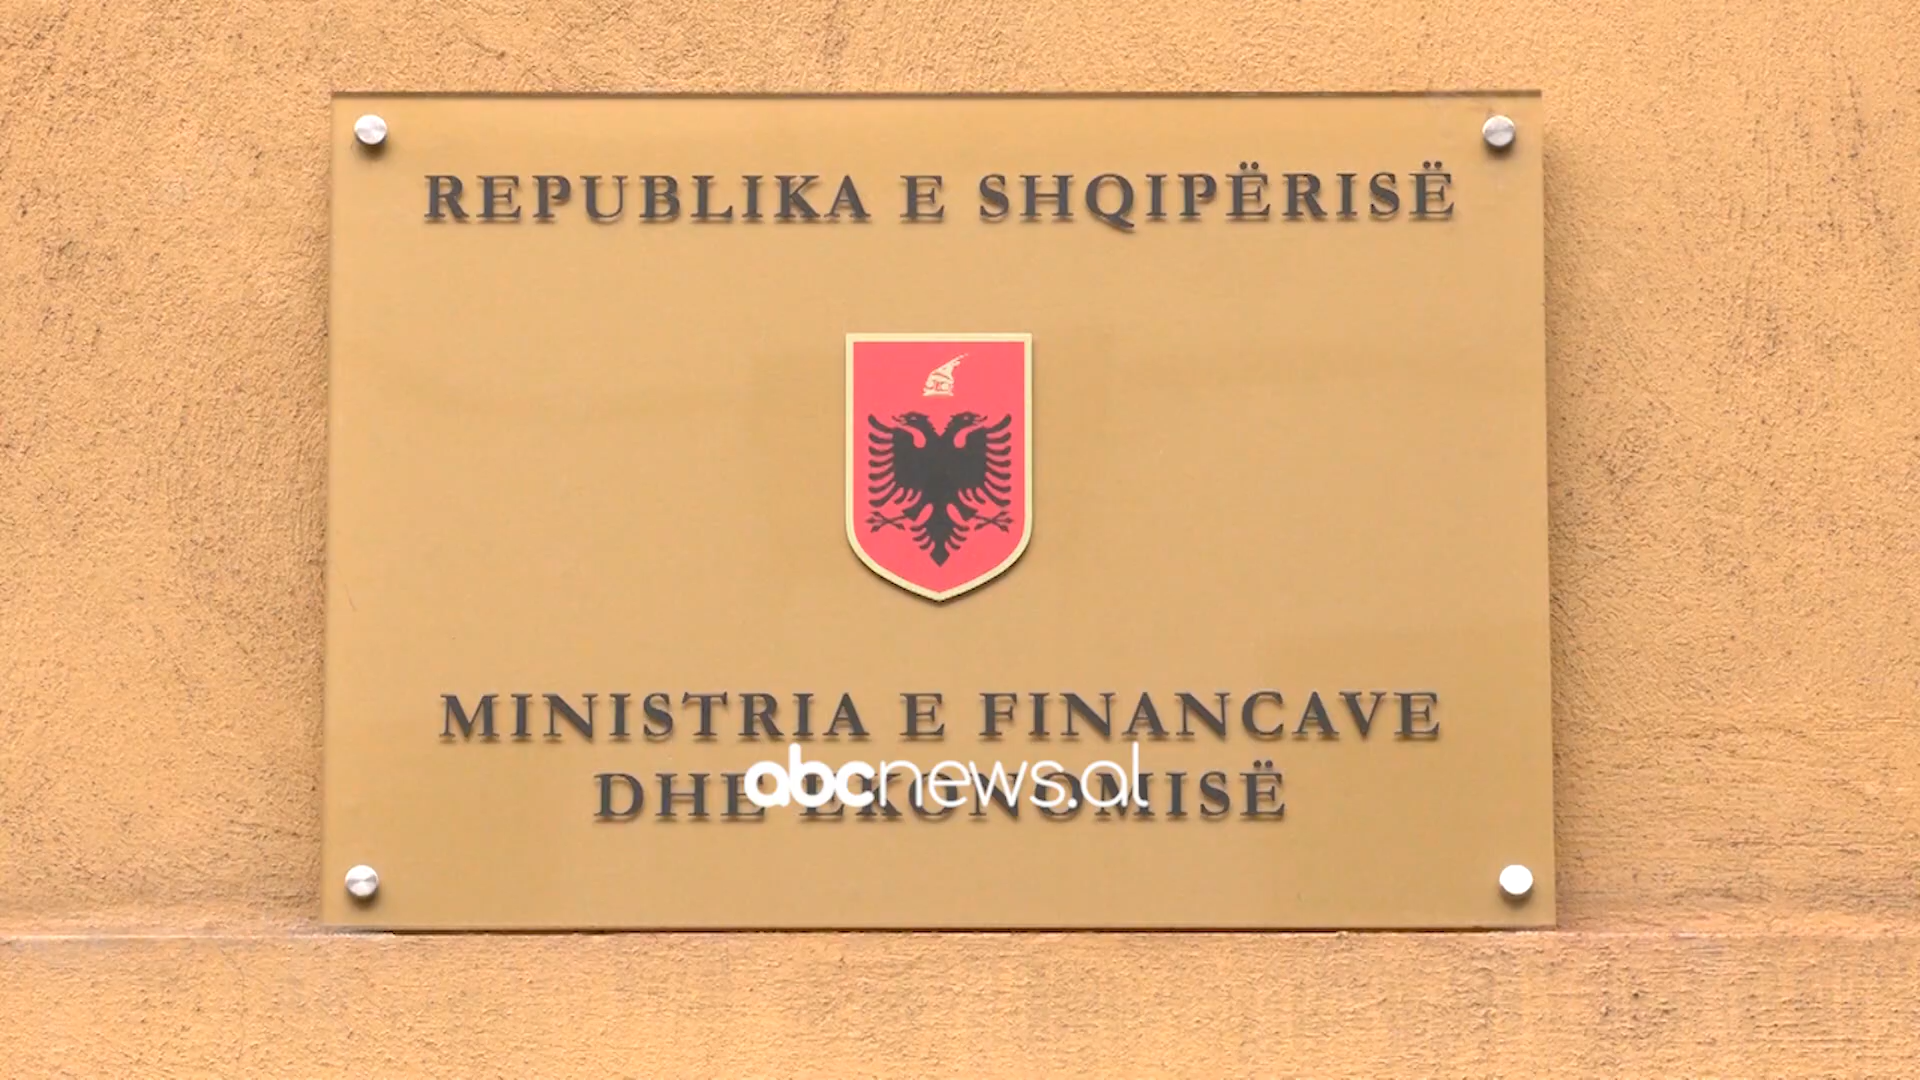 REPUBLIKA E SHQIPËRISË
MINISTRIA E FINANCAVE
DHE EKONOMISË
abcnews.al